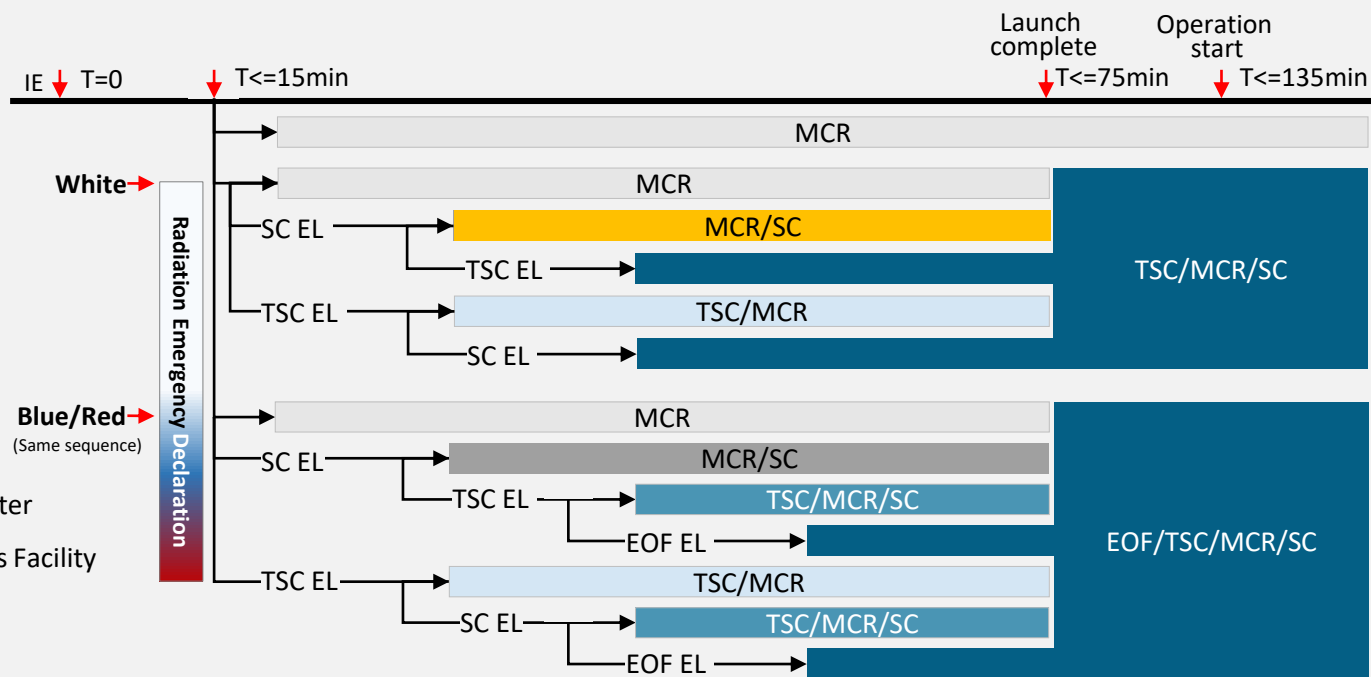 Launch
complete
Operation
start
IE T=0 T<=15min T<=75min T<=135min
MCR
White MCR
SC EL MCR/SC
TSC EL
TSC/MCR/SC
TSC EL TSC/MCR
SC EL
Radiation Emergency Declaration
Blue/Red MCR
(Same sequence)
SC EL MCR/SC
TSC EL TSC/MCR/SC
ter
EOF EL
EOF/TSC/MCR/SC
s Facility
TSC EL TSC/MCR
SC EL TSC/MCR/SC
EOF EL